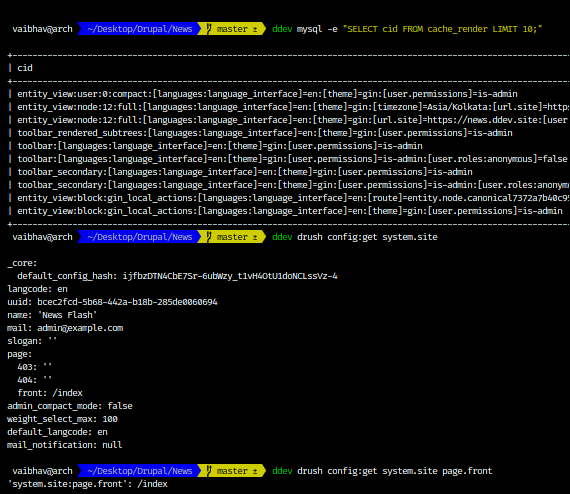 vaibhav@arch ~/Desktop/Drupal/News master ± ddev mysql -e "SELECT cid FROM cache_render LIMIT 10;"
| cid
| entity_view:user:0:compact:[languages:language_interface]=en:[theme]=gin:[user.permissions]=is-admin
| entity_view:node:12:full:[languages:language_interface]=en:[theme]=gin:[timezone]=Asia/Kolkata:[url.site]=https
| entity_view:node:12:full:[languages:language_interface]=en:[theme]=gin:[url.site]=https://news.ddev.site:[user
| toolbar_rendered_subtrees:[languages:language_interface]=en:[theme]=gin:[user.permissions]=is-admin
| toolbar:[languages:language_interface]=en:[theme]=gin:[user.permissions]=is-admin
| toolbar:[languages:language_interface]=en:[theme]=gin:[user.permissions]=is-admin:[user.roles:anonymous]=false
| toolbar_secondary:[languages:language_interface]=en:[theme]=gin:[user.permissions]=is-admin
| toolbar_secondary:[languages:language_interface]=en:[theme]=gin:[user.permissions]=is-admin:[user.roles:anonym
| entity_view:block:gin_local_actions:[languages:language_interface]=en:[route]=entity.node.canonical7372a7b40c95
| entity_view:block:gin_local_actions:[languages:language_interface]=en:[theme]=gin:[user.permissions]=is-admin
vaibhav@arch ~/Desktop/Drupal/News master ± ddev drush config:get system.site
_core:
default_config_hash: ijfbzDTN4CbE7Sr-6ubWzy_t1vH4OtU1doNCLssVz-4
langcode: en
uuid: bcec2fcd-5b68-442a-b18b-285de0060694
name: 'News Flash'
mail: admin@example.com
slogan: ''
page:
403: ''
404: ''
front: /index
admin_compact_mode: false
weight_select_max: 100
default_langcode: en
mail_notification: null
vaibhav@arch ~/Desktop/Drupal/News master ± ddev drush config:get system.site page.front
'system.site:page.front': /index